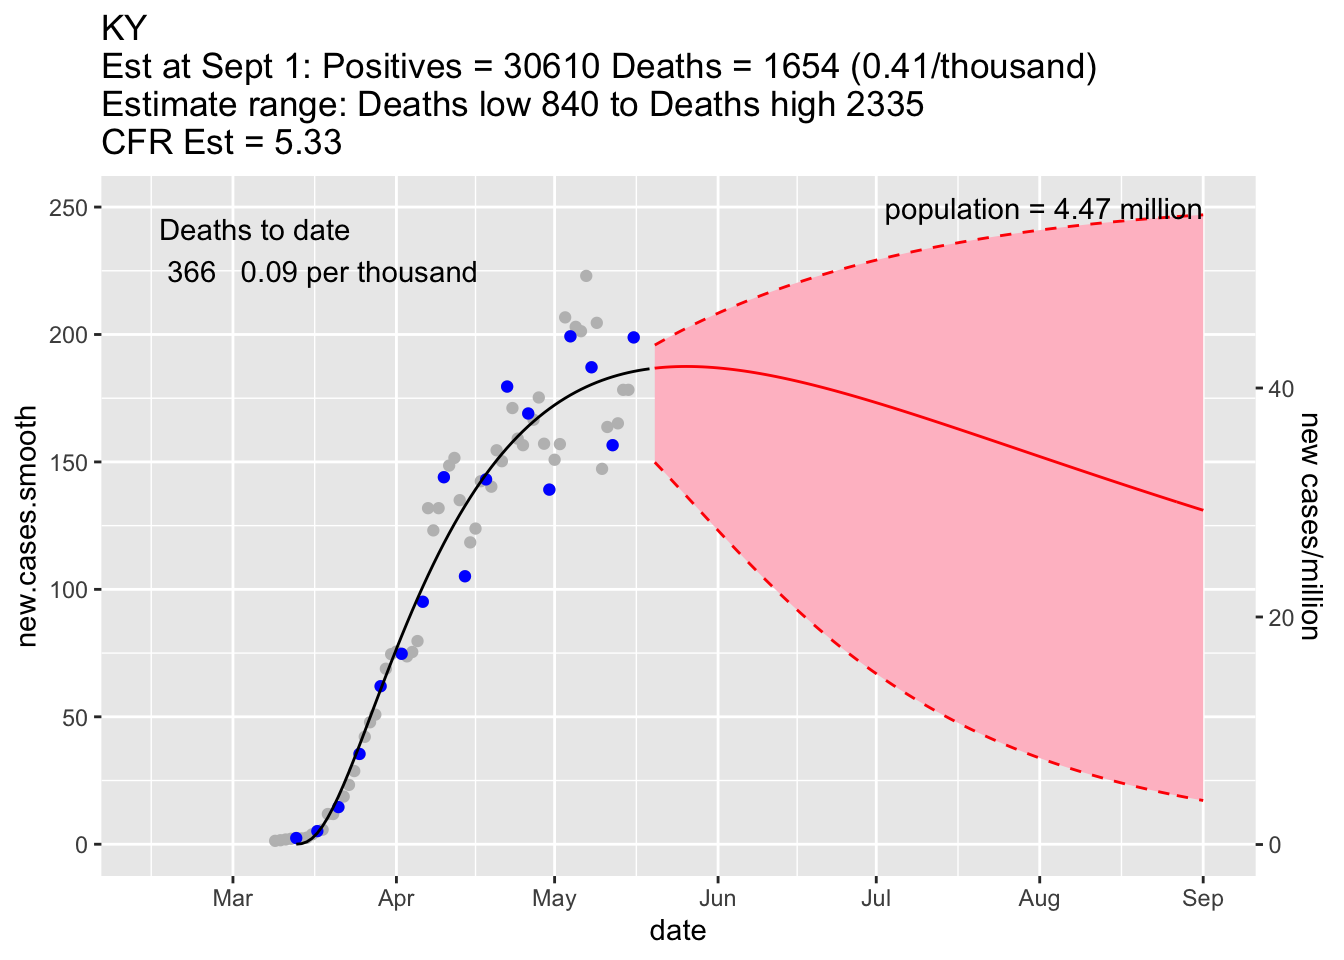 KY
Est at Sept 1: Positives = 30610 Deaths = 1654 (0.41/thousand)
Estimate range: Deaths low 840 to Deaths high 2335
CFR Est = 5.33
population = 4.47 million
Deaths to date
366 0.09 per thousand
new.cases.smooth
250
200
150
100
50
0
40
20
0
new cases/million
Mar Apr May Jun Jul Aug Sep
date